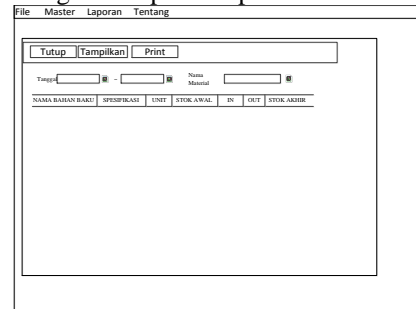 File Master Laporan Tentang
Tutup Tampilkan Print
Tanggal - Nama Material
NAMA BAHAN BAKU SPESIFIKASI UNIT STOK AWAL IN OUT STOK AKHIR